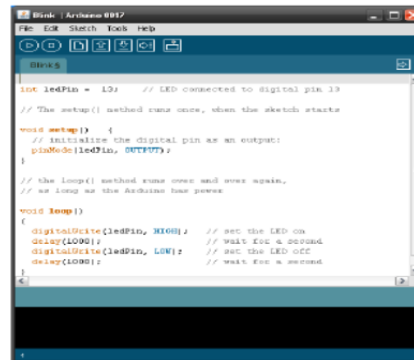 Blink | Arduino 0017
File Edit Sketch Tools Help
Blink§
int ledPin = 13; // LED connected to digital pin 13
// The setup() method runs once, when the sketch starts
void setup() {
// initialize the digital pin as an output:
pinMode(ledPin, OUTPUT);
}
// the loop() method runs over and over again,
// as long as the Arduino has power
void loop()
{
digitalWrite(ledPin, HIGH); // set the LED on
delay(1000); // wait for a second
digitalWrite(ledPin, LOW); // set the LED off
delay(1000); // wait for a second
}